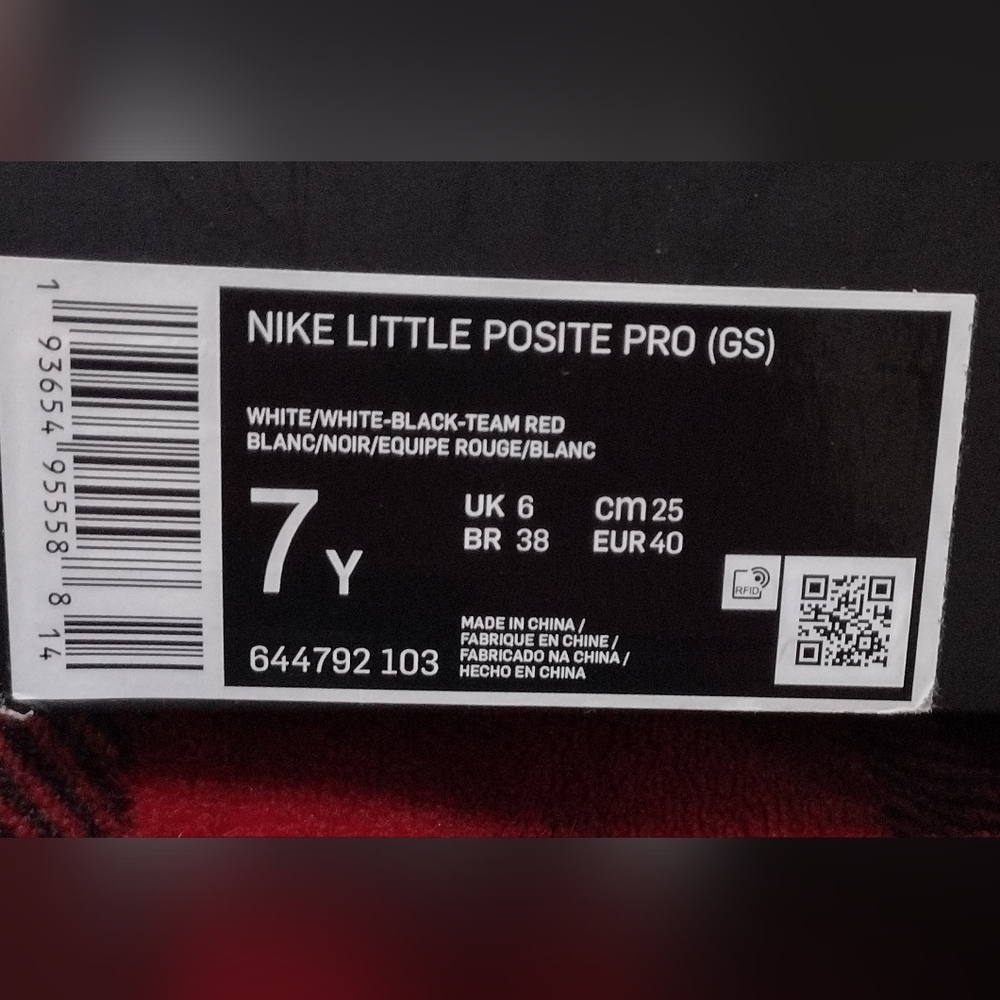 1 93654 95558 8 14
NIKE LITTLE POSITE PRO (GS)
WHITE/WHITE-BLACK-TEAM RED
BLANC/NOIR/EQUIPE ROUGE/BLANC
7 Y
UK 6 cm 25
BR 38 EUR 40
RFID
644792 103
MADE IN CHINA /
FABRIQUE EN CHINE /
FABRICADO NA CHINA /
HECHO EN CHINA